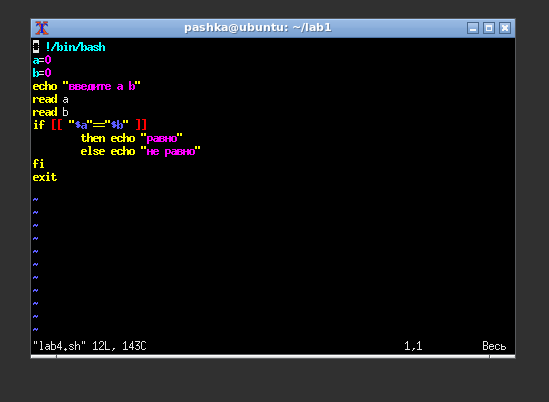 pashka@ubuntu: ~/lab1
# !/bin/bash
a=0
b=0
echo "введите a b"
read a
read b
if [[ "$a"=="$b" ]]
then echo "равно"
else echo "не равно"
fi
exit
~
~
~
~
~
~
~
~
~
~
~
"lab4.sh" 12L, 143C 1,1 Весь